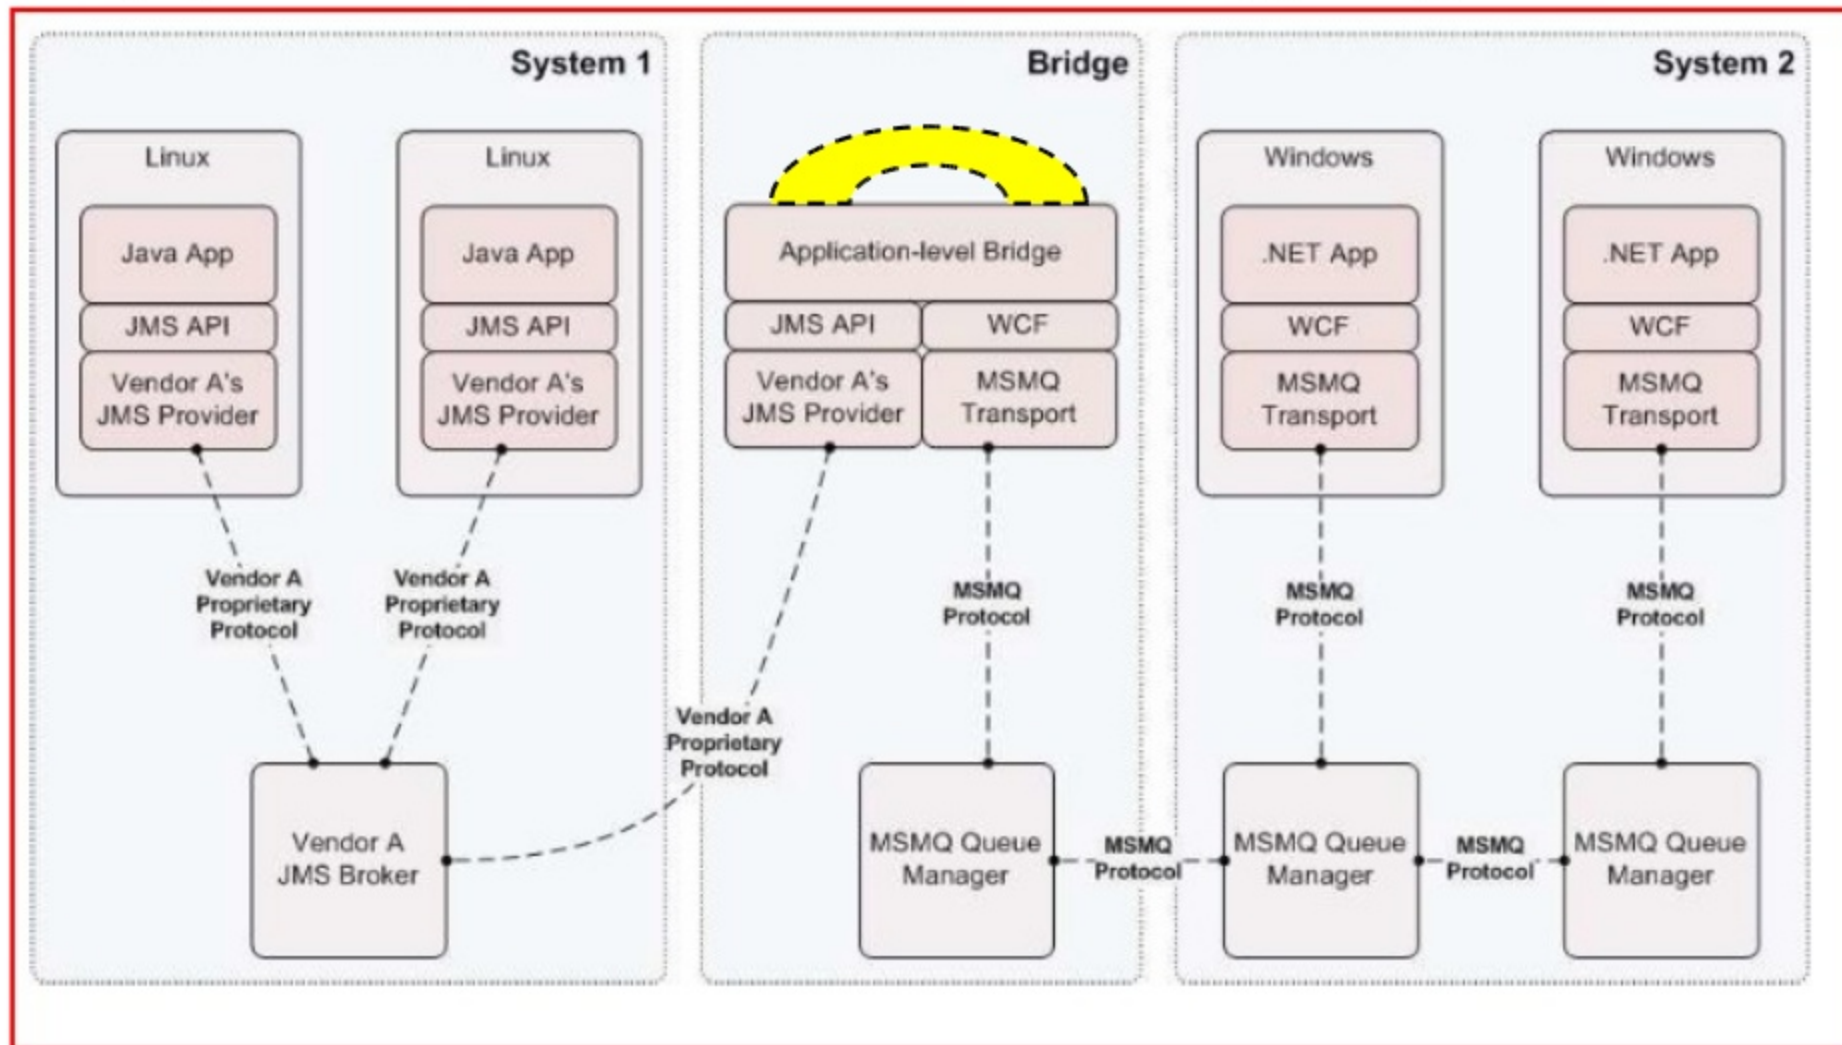 System 1
Bridge
System 2
Linux
Linux
Windows
Windows
Java App
Java App
Application-level Bridge
.NET App
.NET App
JMS API
JMS API
JMS API
WCF
WCF
WCF
Vendor A's
JMS Provider
Vendor A's
JMS Provider
Vendor A's
JMS Provider
MSMQ
Transport
MSMQ
Transport
MSMQ
Transport
Vendor A
Proprietary
Protocol
Vendor A
Proprietary
Protocol
MSMQ
Protocol
MSMQ
Protocol
MSMQ
Protocol
Vendor A
Proprietary
Protocol
Vendor A
JMS Broker
MSMQ Queue
Manager
MSMQ
Protocol
MSMQ Queue
Manager
MSMQ
Protocol
MSMQ Queue
Manager